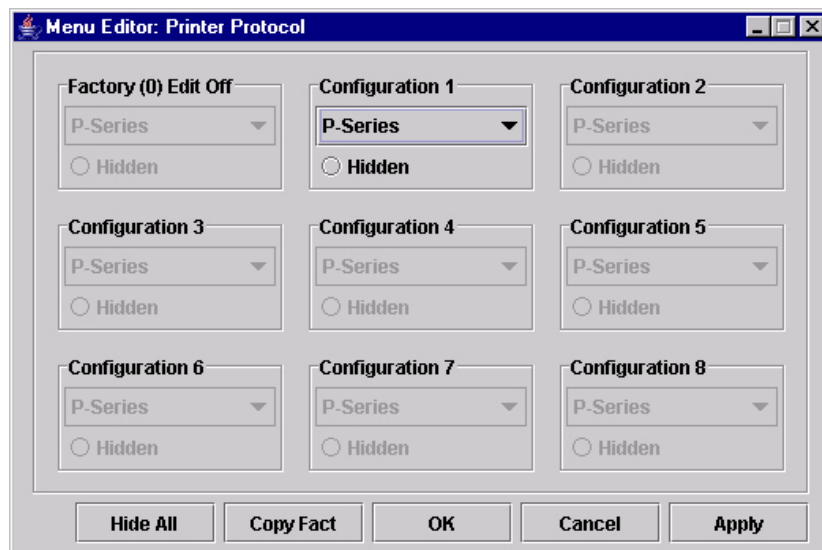 Menu Editor: Printer Protocol
Factory (0) Edit Off Configuration 1 Configuration 2
P-Series P-Series P-Series
Hidden Hidden Hidden
Configuration 3 Configuration 4 Configuration 5
P-Series P-Series P-Series
Hidden Hidden Hidden
Configuration 6 Configuration 7 Configuration 8
P-Series P-Series P-Series
Hidden Hidden Hidden
Hide All Copy Fact OK Cancel Apply